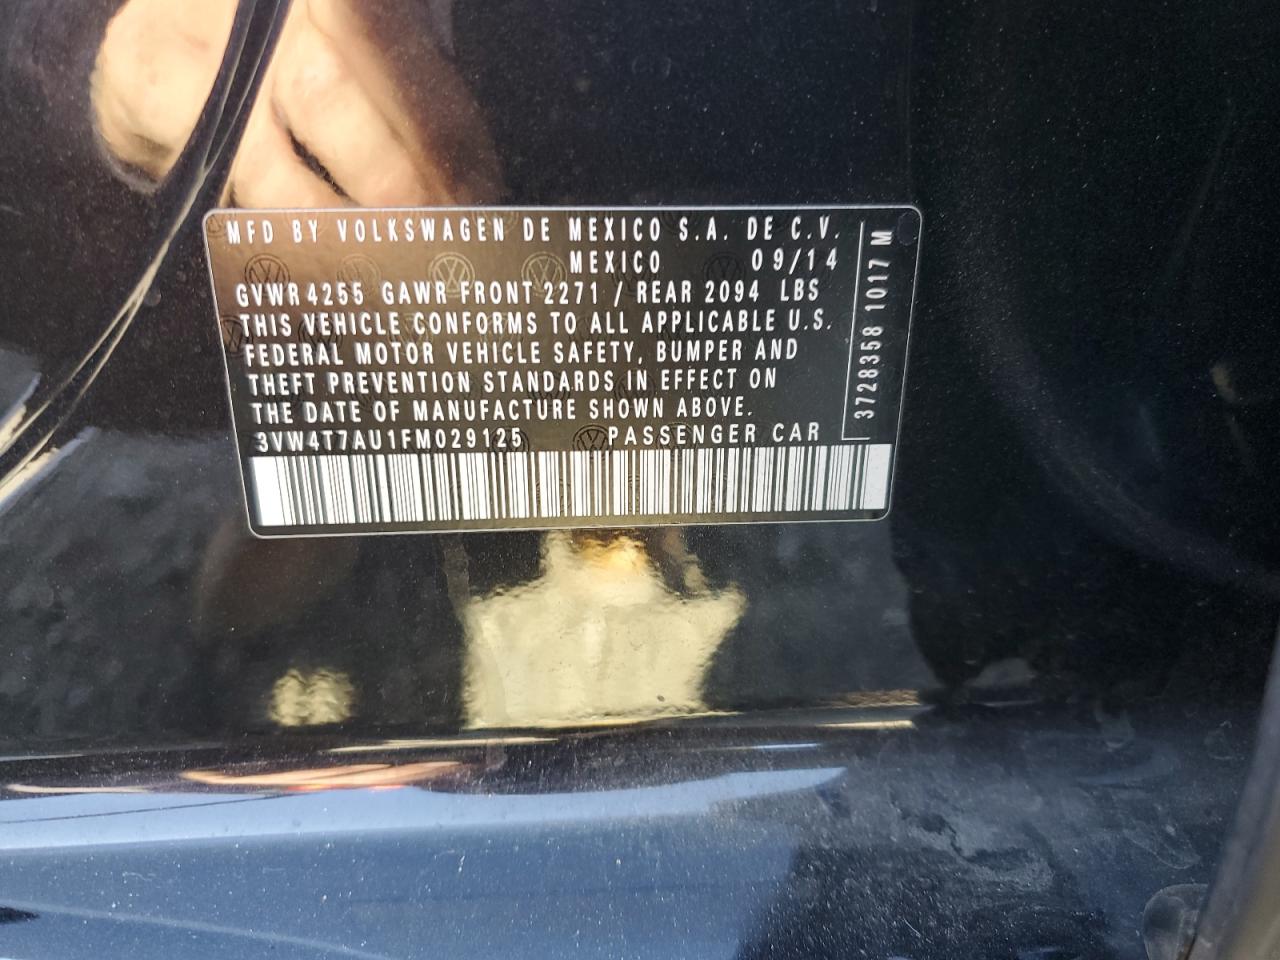 MFD BY VOLKSWAGEN DE MEXICO S.A. DE C.V.
MEXICO 09/14
GVWR 4255 GAWR FRONT 2271 / REAR 2094 LBS
THIS VEHICLE CONFORMS TO ALL APPLICABLE U.S.
FEDERAL MOTOR VEHICLE SAFETY, BUMPER AND
THEFT PREVENTION STANDARDS IN EFFECT ON
THE DATE OF MANUFACTURE SHOWN ABOVE.
3VW4T7AU1FM029125 PASSENGER CAR
3728358 1017 M